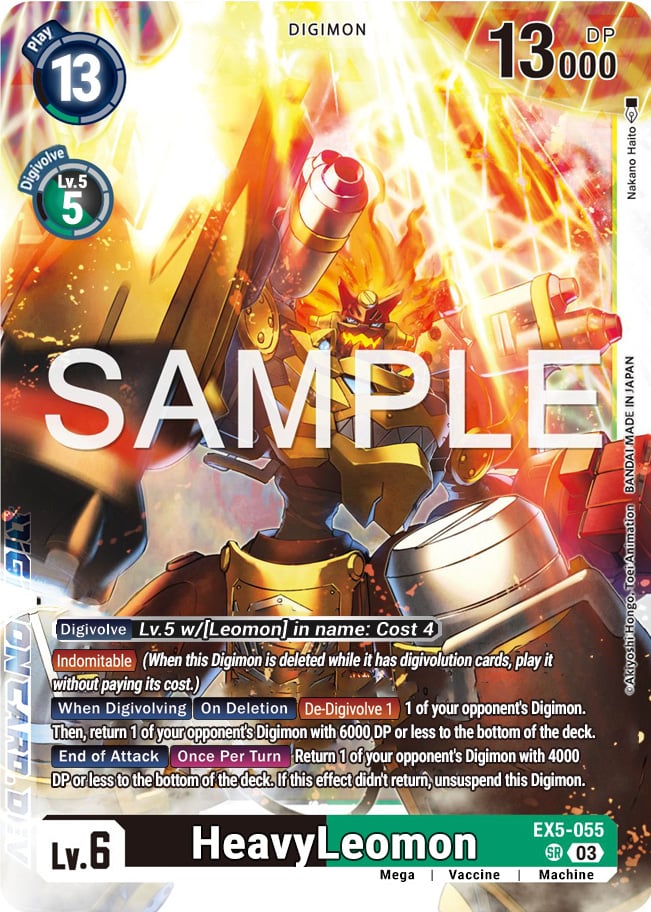 Play
13
DIGIMON
DP
13000
Digivolve
Lv.5
5
Nakano Haito
SAMPLE
©Akiyoshi Hongo, Toei Animation BANDAI MADE IN JAPAN
Digivolve Lv.5 w/[Leomon] in name: Cost 4
Indomitable (When this Digimon is deleted while it has digivolution cards, play it
without paying its cost.)
When Digivolving On Deletion De-Digivolve 1 1 of your opponent's Digimon.
Then, return 1 of your opponent's Digimon with 6000 DP or less to the bottom of the deck.
End of Attack Once Per Turn Return 1 of your opponent's Digimon with 4000
DP or less to the bottom of the deck. If this effect didn't return, unsuspend this Digimon.
Lv.6
HeavyLeomon
EX5-055
SR 03
Mega | Vaccine | Machine